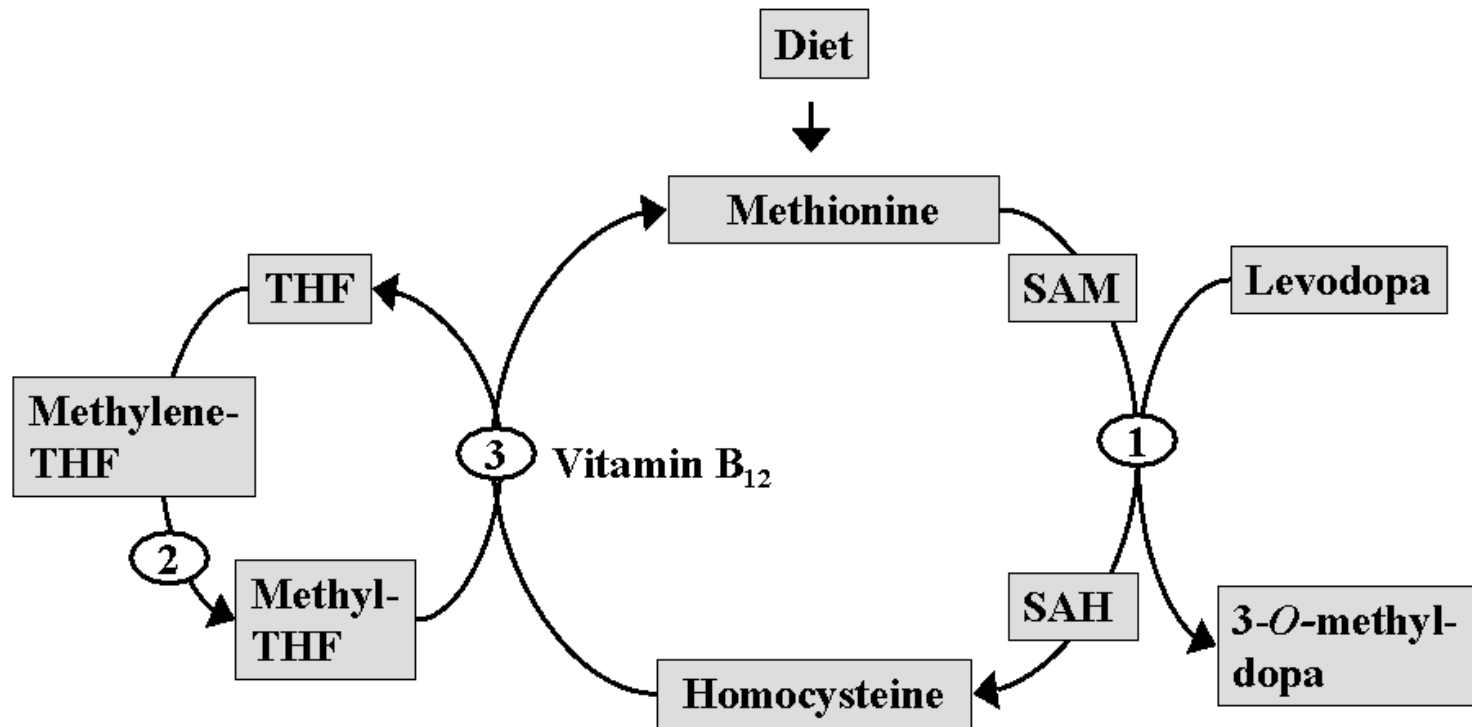 Diet
Methionine
THF
SAM
Levodopa
Methylene-
THF
3
Vitamin B₁₂
1
2
Methyl-
THF
SAH
3-O-methyl-
dopa
Homocysteine